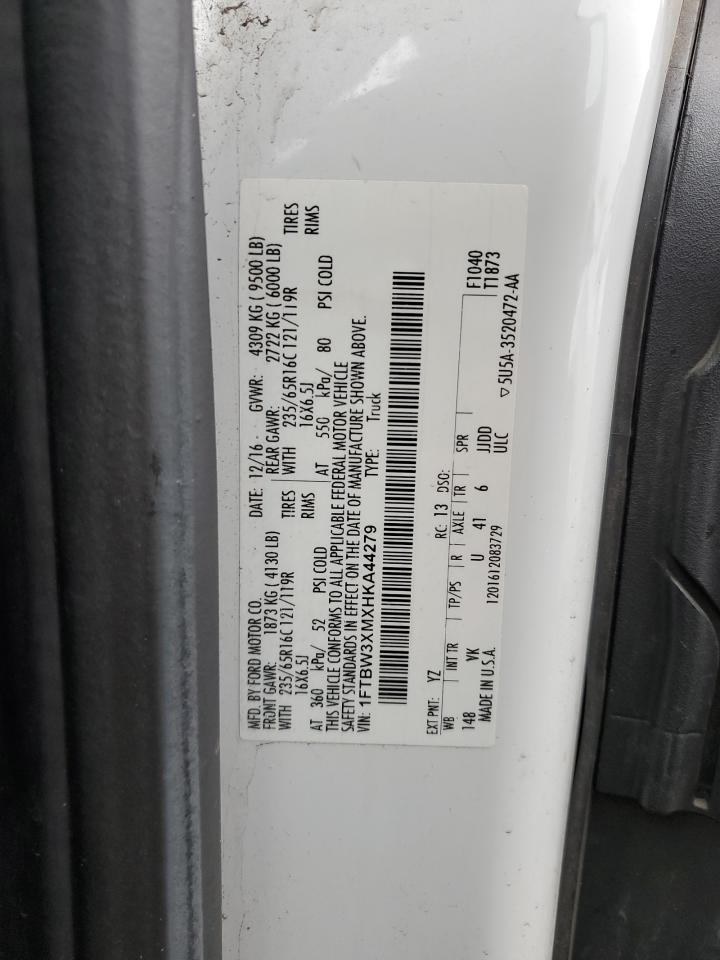 MFD. BY FORD MOTOR CO.
DATE: 12/16 GVWR: 4309 KG ( 9500 LB)
FRONT GAWR: 1873 KG ( 4130 LB) REAR GAWR: 2722 KG ( 6000 LB)
WITH 235/65R16C 121/119R TIRES WITH 235/65R16C 121/119R TIRES
16X6.5J RIMS 16X6.5J RIMS
AT 360 kPa/ 52 PSI COLD AT 550 kPa/ 80 PSI COLD
THIS VEHICLE CONFORMS TO ALL APPLICABLE FEDERAL MOTOR VEHICLE
SAFETY STANDARDS IN EFFECT ON THE DATE OF MANUFACTURE SHOWN ABOVE.
VIN: 1FTBW3XMXHKA44279 TYPE: Truck
EXT PNT: YZ RC: 13 DSO: F1040
T1873
WB INT TR TP/PS R AXLE TR SPR
148 VK U 41 6 JJDD
ULC
MADE IN U.S.A. 1201612083729 ▽5U5A-3520472-AA